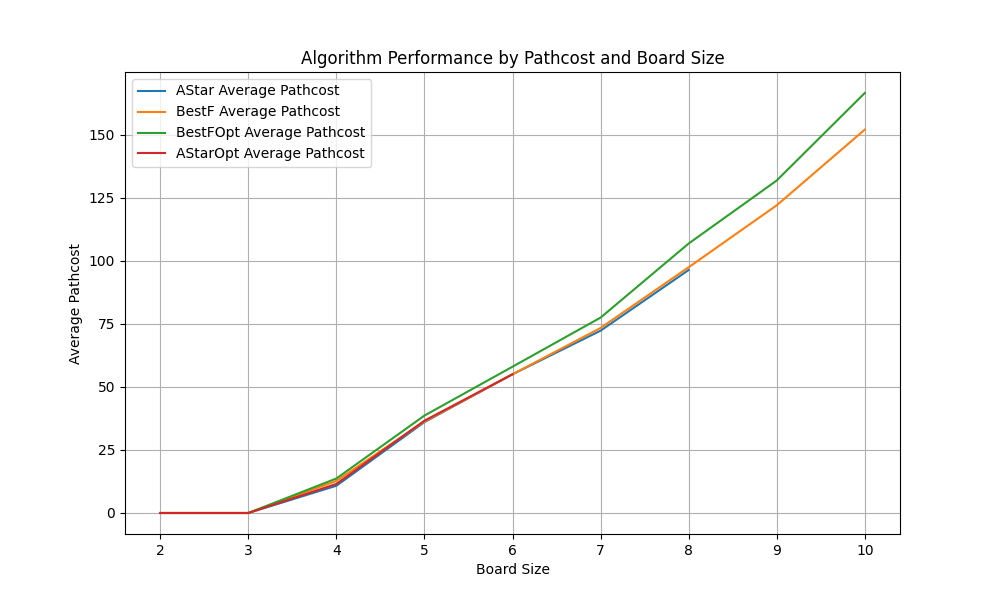 Algorithm Performance by Pathcost and Board Size
AStar Average Pathcost
BestF Average Pathcost
BestFOpt Average Pathcost
AStarOpt Average Pathcost
150
125
100
75
50
25
0
Average Pathcost
2 3 4 5 6 7 8 9 10
Board Size